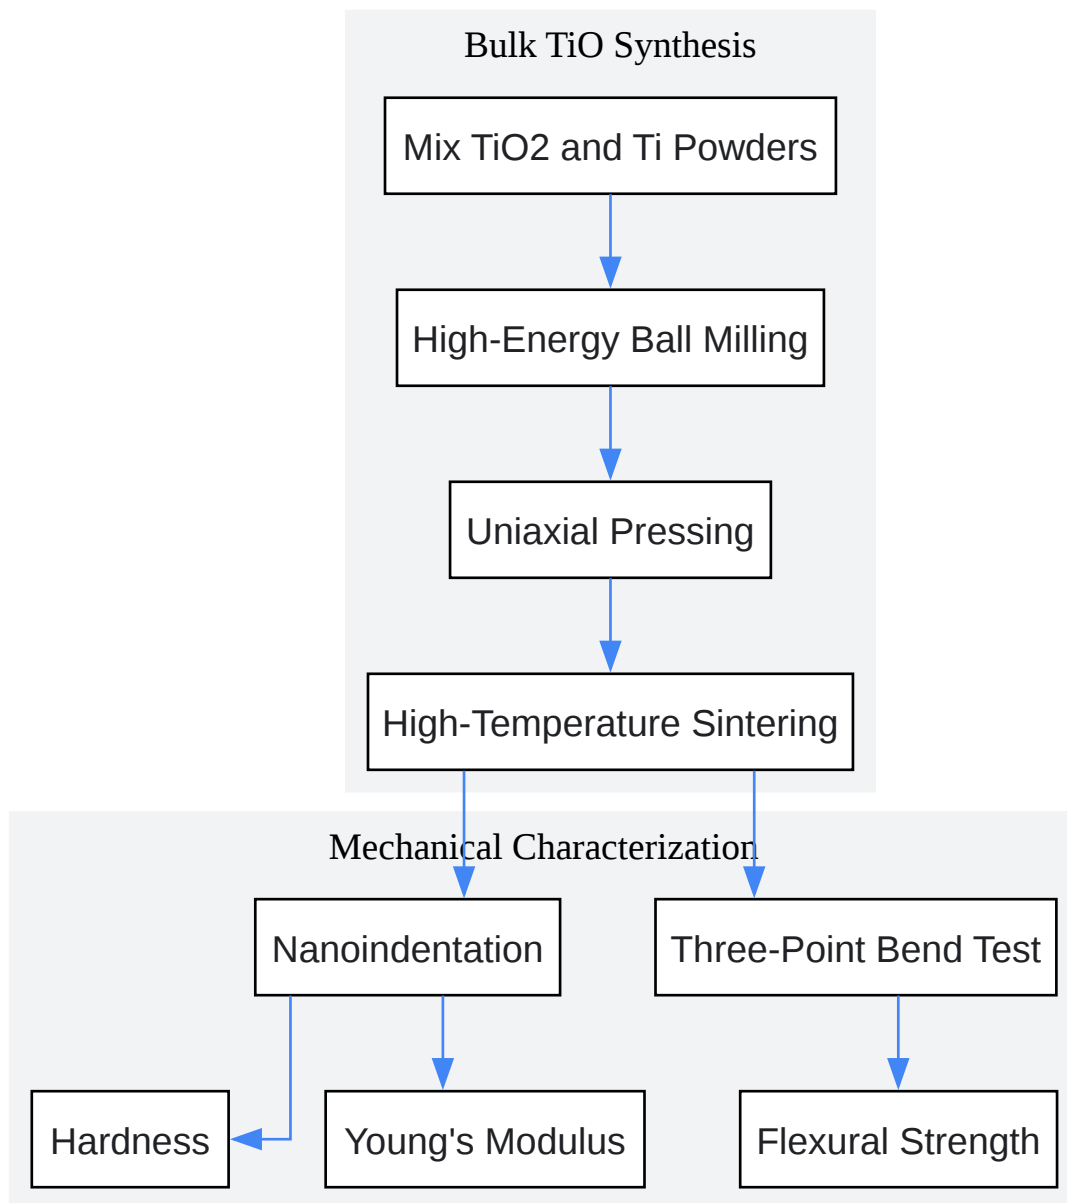 Bulk TiO Synthesis
Mix TiO2 and Ti Powders
High-Energy Ball Milling
Uniaxial Pressing
High-Temperature Sintering
Mechanical Characterization
Nanoindentation
Three-Point Bend Test
Hardness
Young's Modulus
Flexural Strength